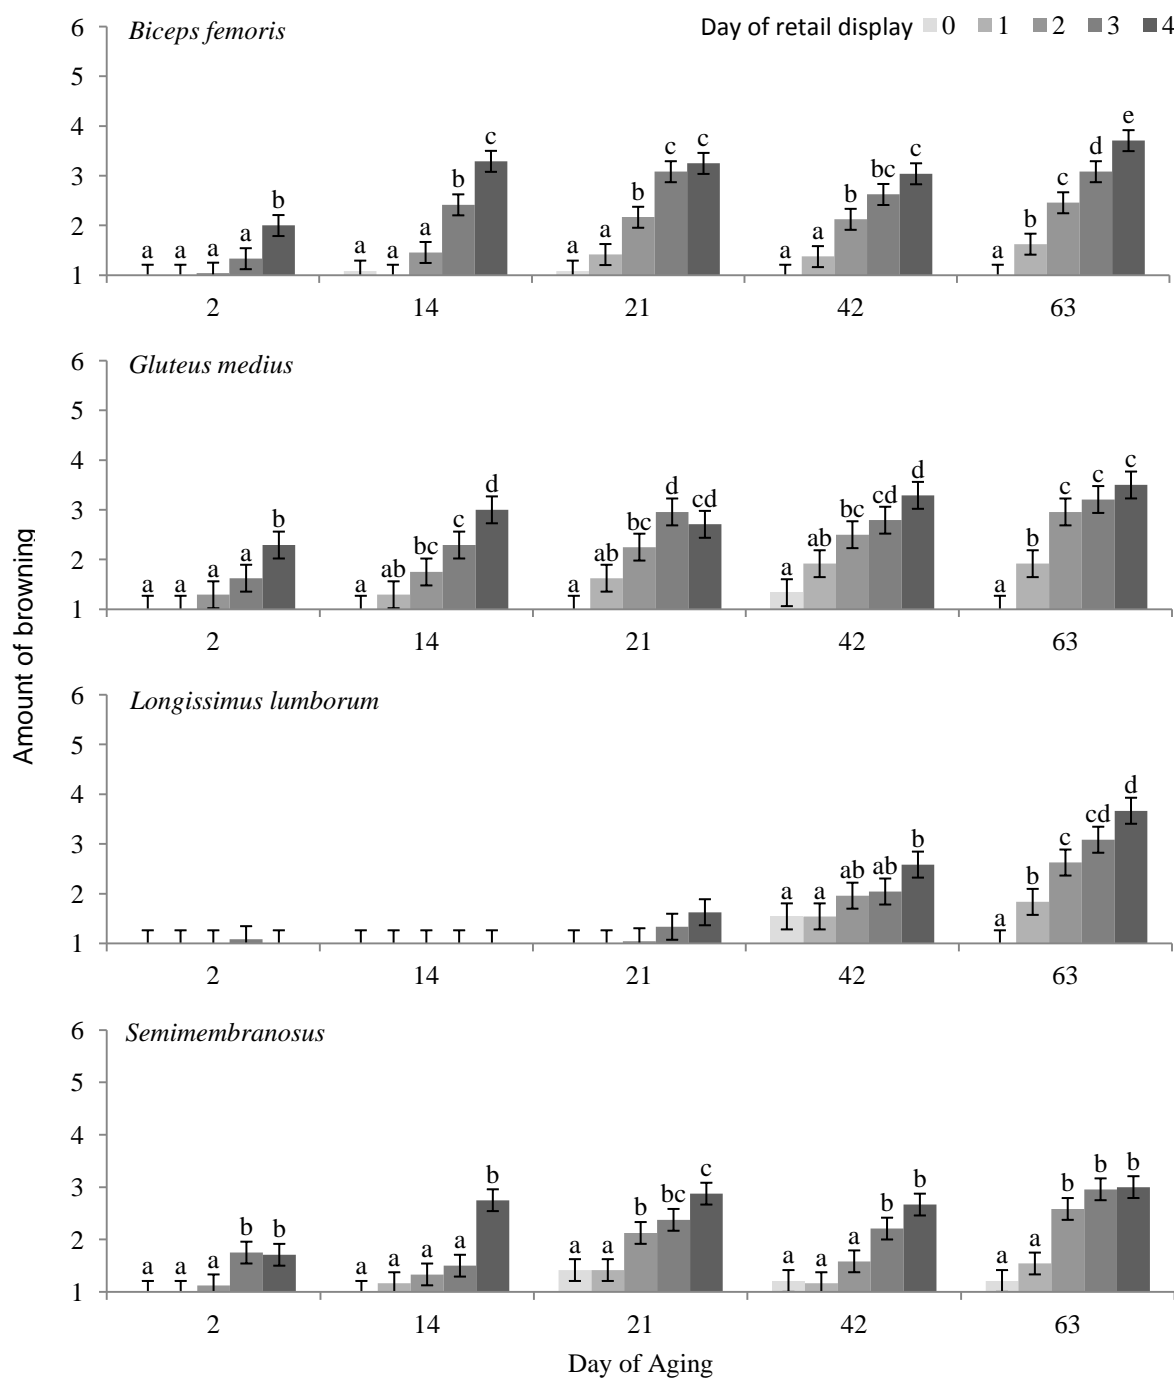 Biceps femoris
Day of retail display 0 1 2 3 4
6
5
4
3
2
1
a a a a b
a a a b c
a a b c c
a a b bc c
a b c d e
2 14 21 42 63
Gluteus medius
6
5
4
3
2
1
a a a a b
a ab bc c d
a ab bc d cd
a ab bc cd d
a b c c c
2 14 21 42 63
Amount of browning
Longissimus lumborum
6
5
4
3
2
1
a a ab ab b
a b c cd d
2 14 21 42 63
Semimembranosus
6
5
4
3
2
1
a a a b b
a a a a b
a a b bc c
a a a b b
a a b b b
2 14 21 42 63
Day of Aging